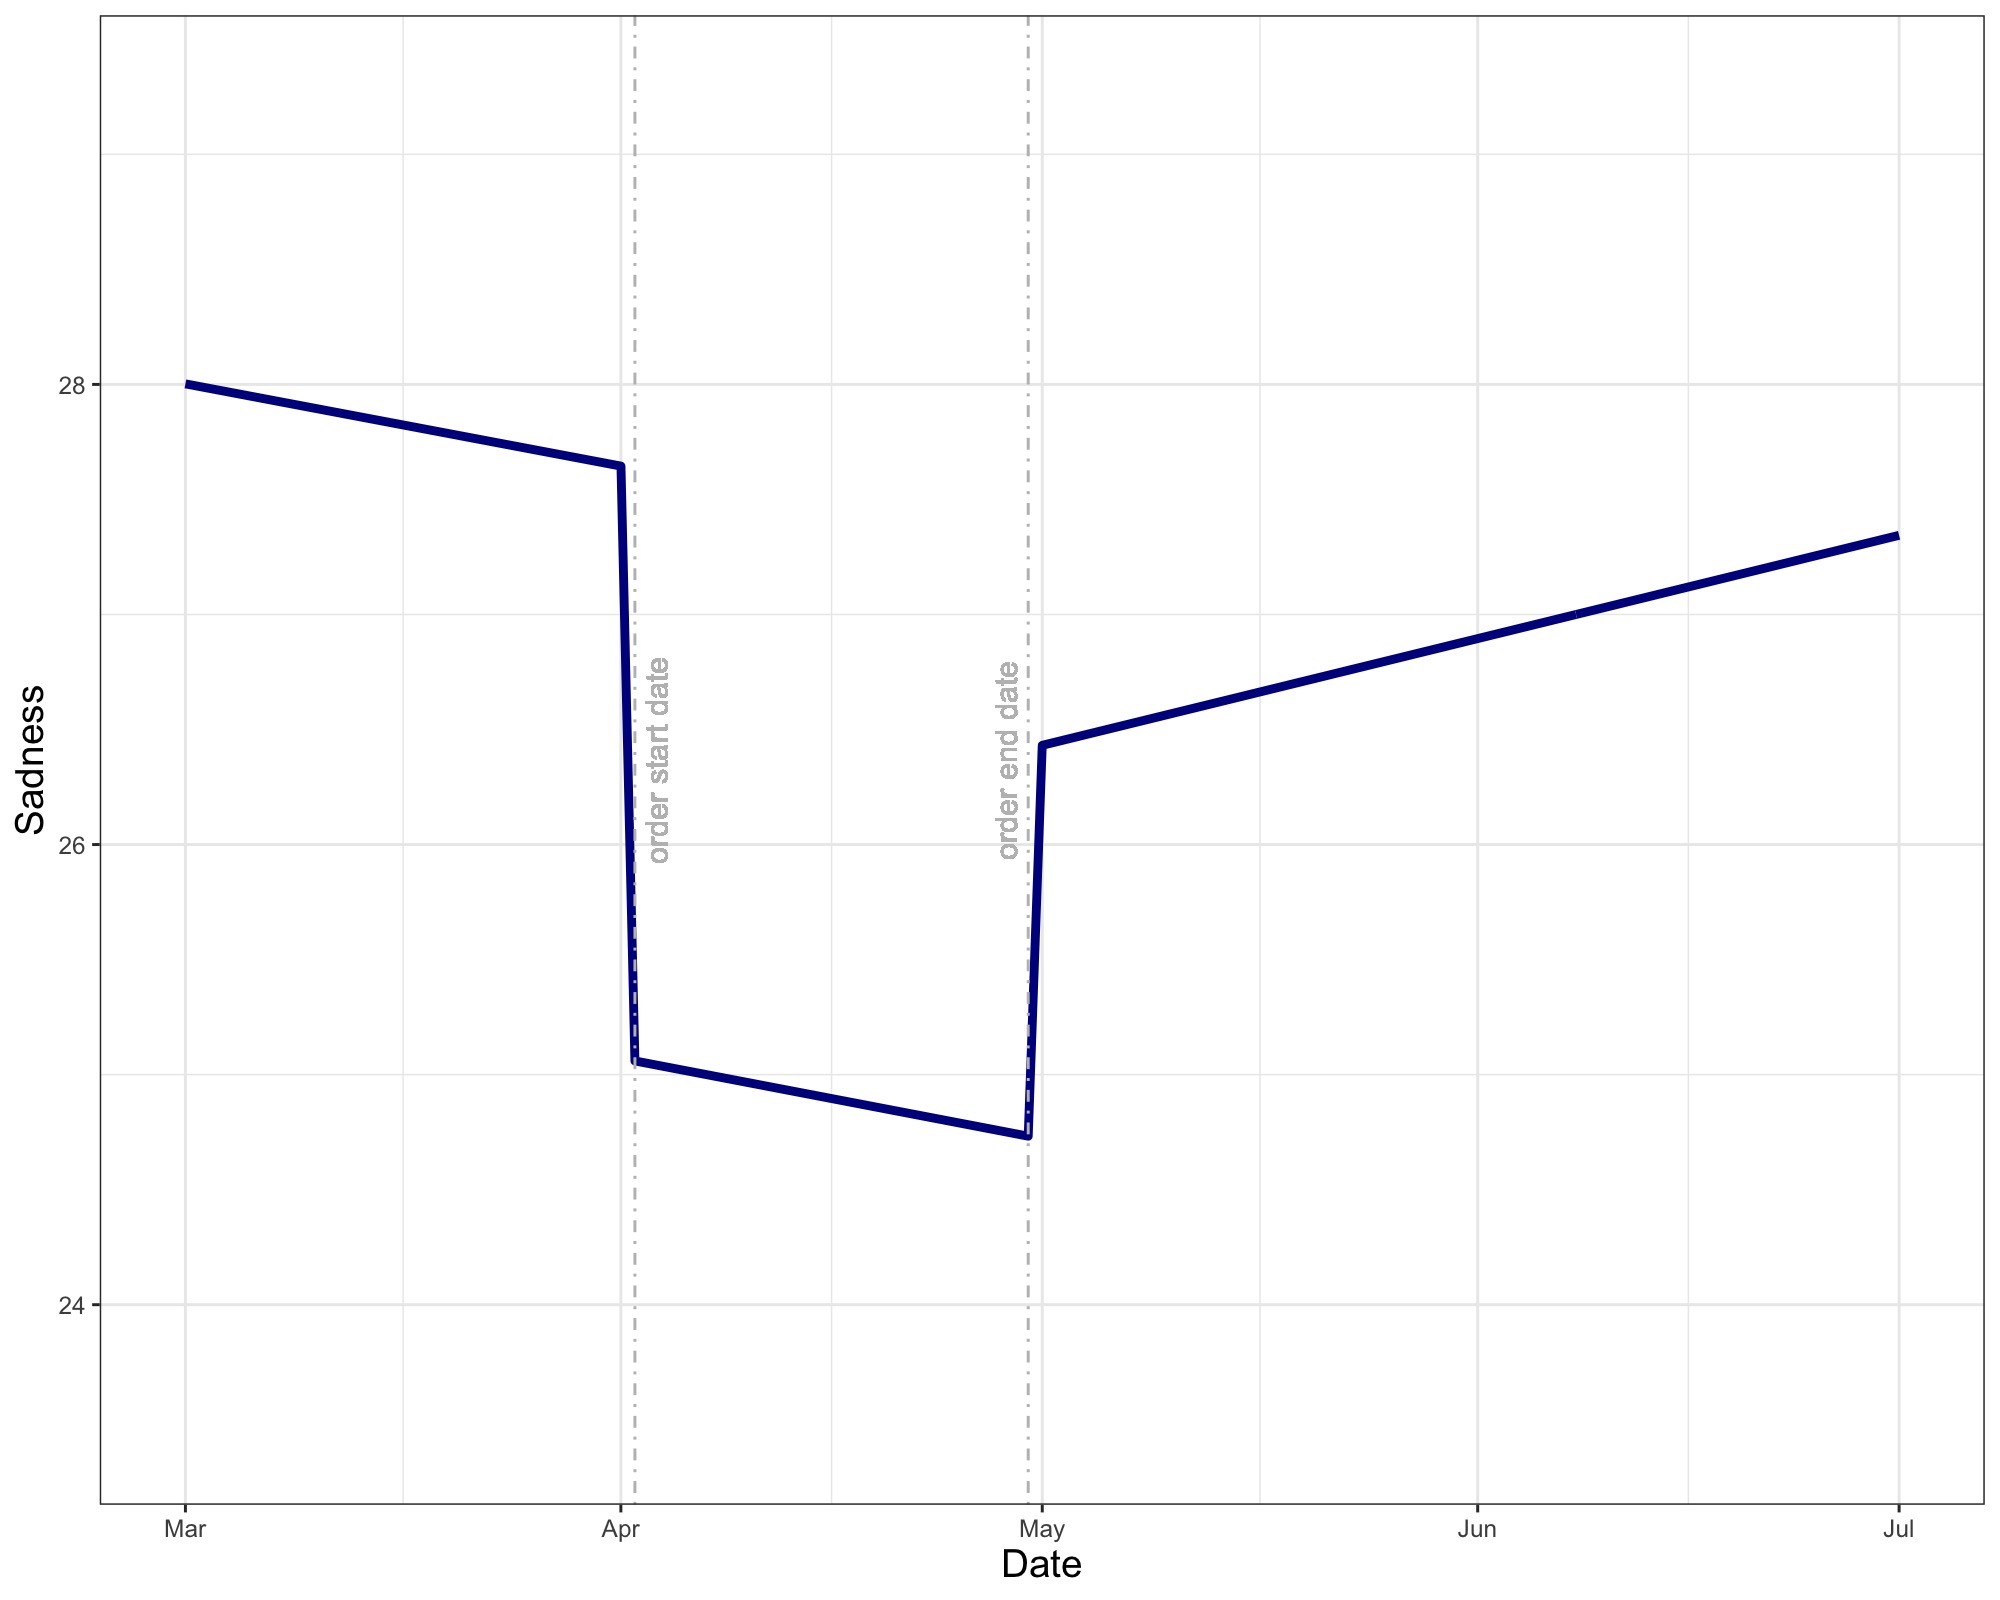 Sadness
28
26
24
order start date
order end date
Mar
Apr
May
Jun
Jul
Date